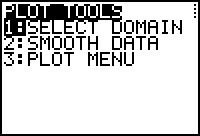 PLOT TOOLS
1:SELECT DOMAIN
2:SMOOTH DATA
3:PLOT MENU